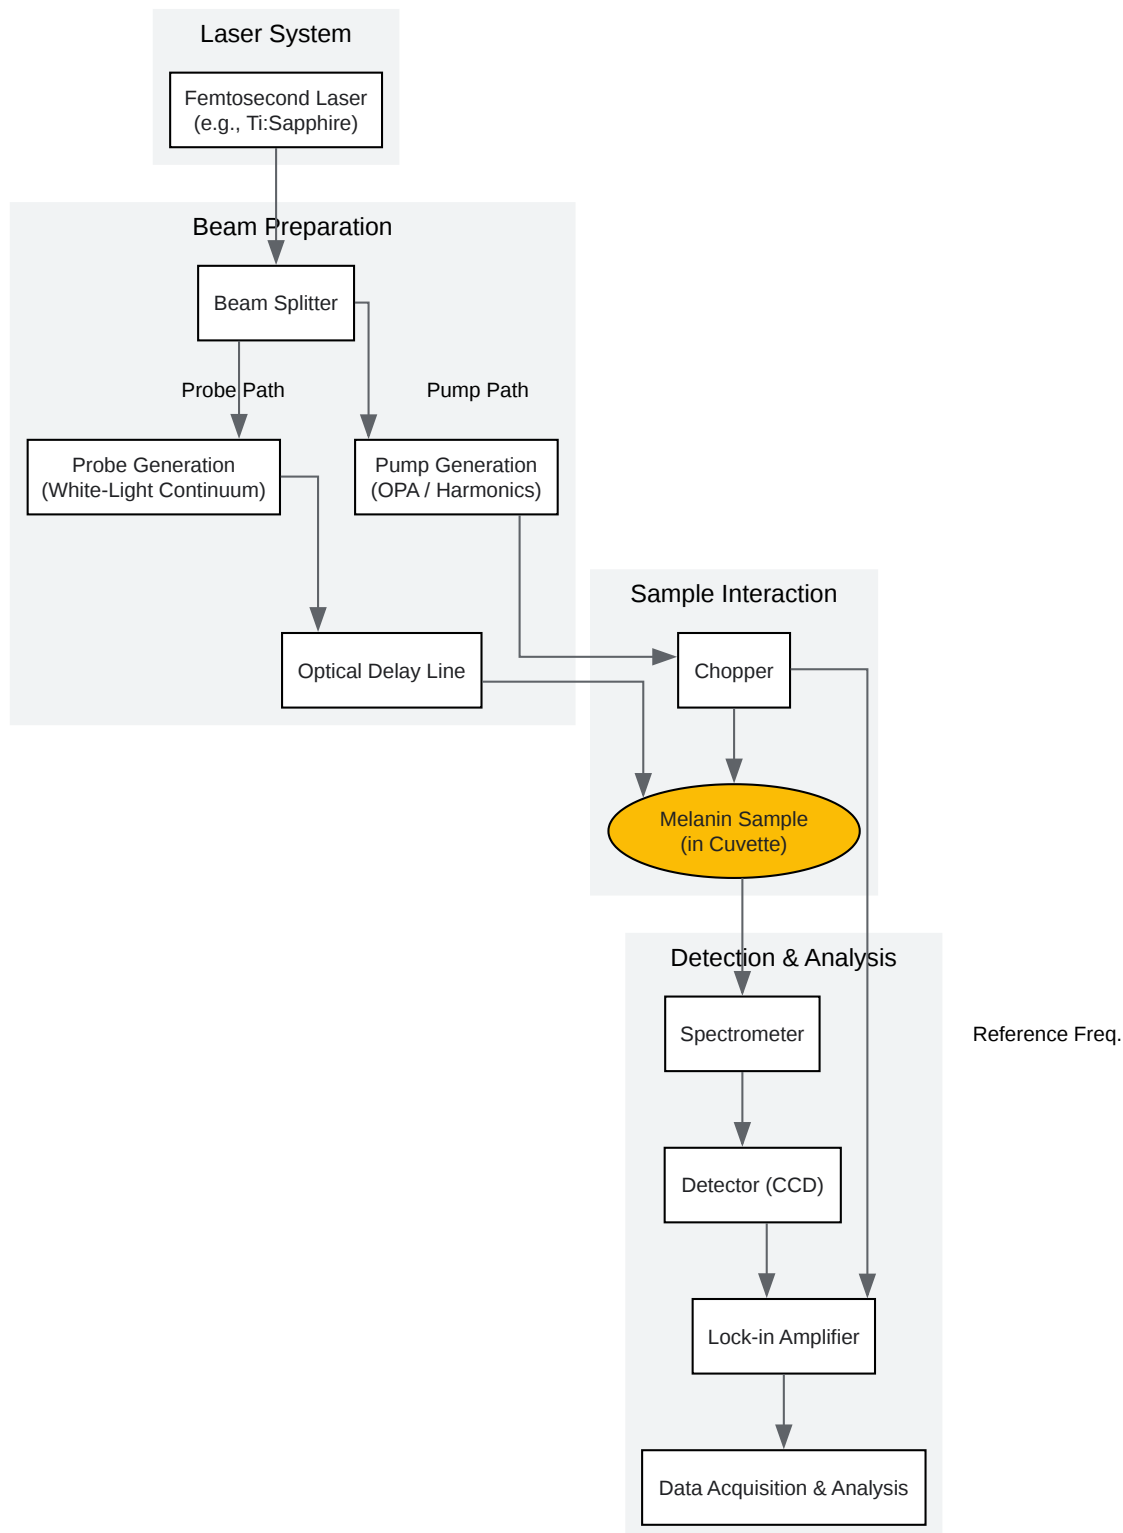 Laser System
Femtosecond Laser
(e.g., Ti:Sapphire)
Beam Preparation
Beam Splitter
Probe Path
Pump Path
Probe Generation
(White-Light Continuum)
Pump Generation
(OPA / Harmonics)
Sample Interaction
Optical Delay Line
Chopper
Melanin Sample
(in Cuvette)
Detection & Analysis
Spectrometer
Reference Freq.
Detector (CCD)
Lock-in Amplifier
Data Acquisition & Analysis